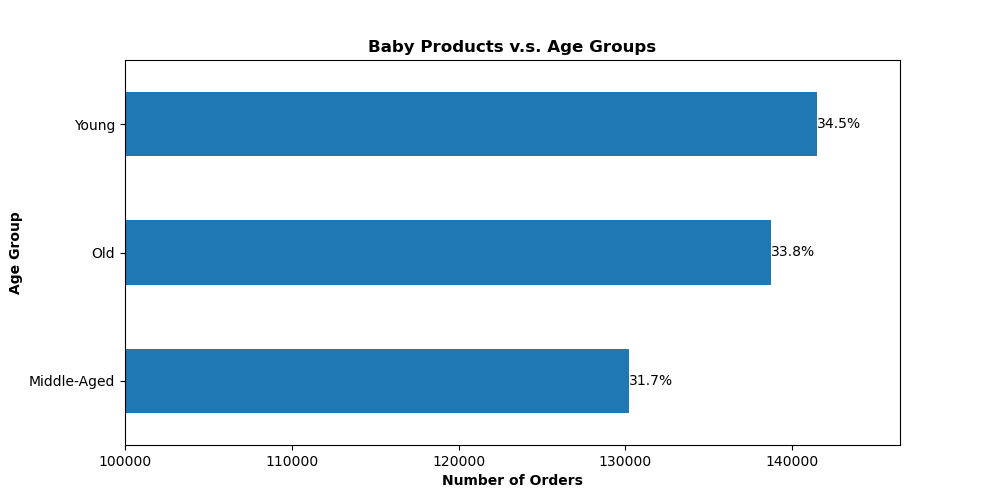 Baby Products v.s. Age Groups
Age Group
Young
34.5%
Old
33.8%
Middle-Aged
31.7%
100000 110000 120000 130000 140000
Number of Orders